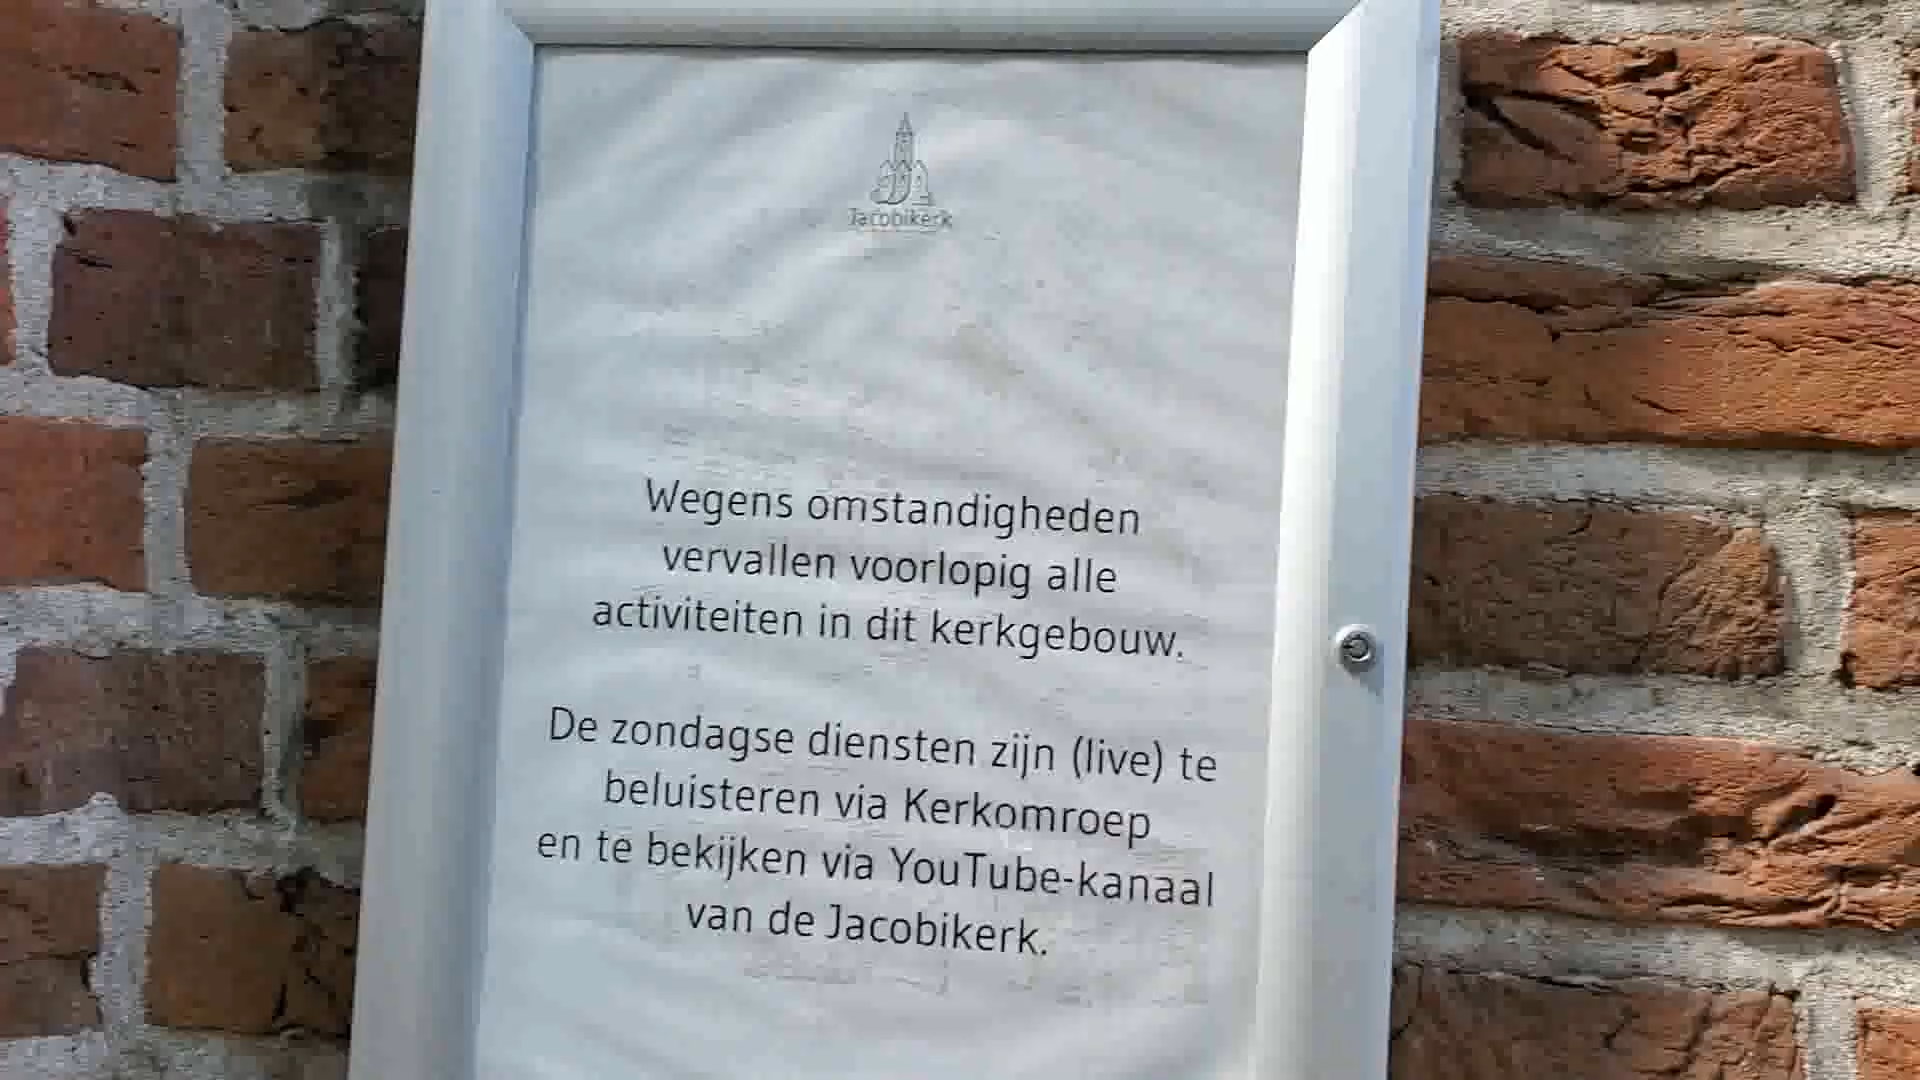 Jacobikerk
Wegens omstandigheden
vervallen voorlopig alle
activiteiten in dit kerkgebouw.
De zondagse diensten zijn (live) te
beluisteren via Kerkomroep
en te bekijken via YouTube-kanaal
van de Jacobikerk.